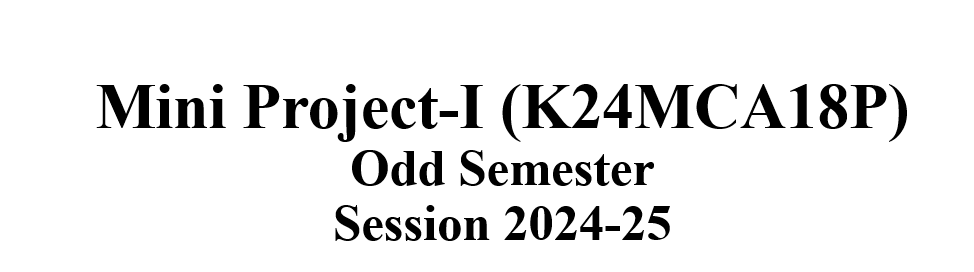 Mini Project-I (K24MCA18P)
Odd Semester
Session 2024-25